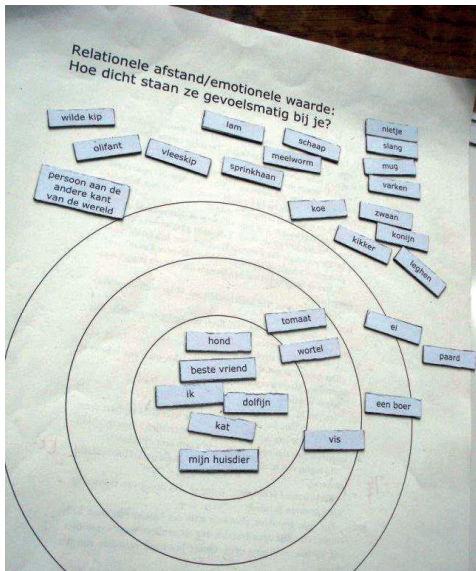 Relationele afstand/emotionele waarde:
Hoe dicht staan ze gevoelsmatig bij je?
wilde kip
lam
nietje
olifant
vleeskip
schaap
slang
meelworm
sprinkhaan
mug
varken
persoon aan de
andere kant
van de wereld
koe
zwaan
konijn
kikker
leghen
tomaat
ei
hond
wortel
paard
beste vriend
ik
dolfijn
een boer
kat
vis
mijn huisdier